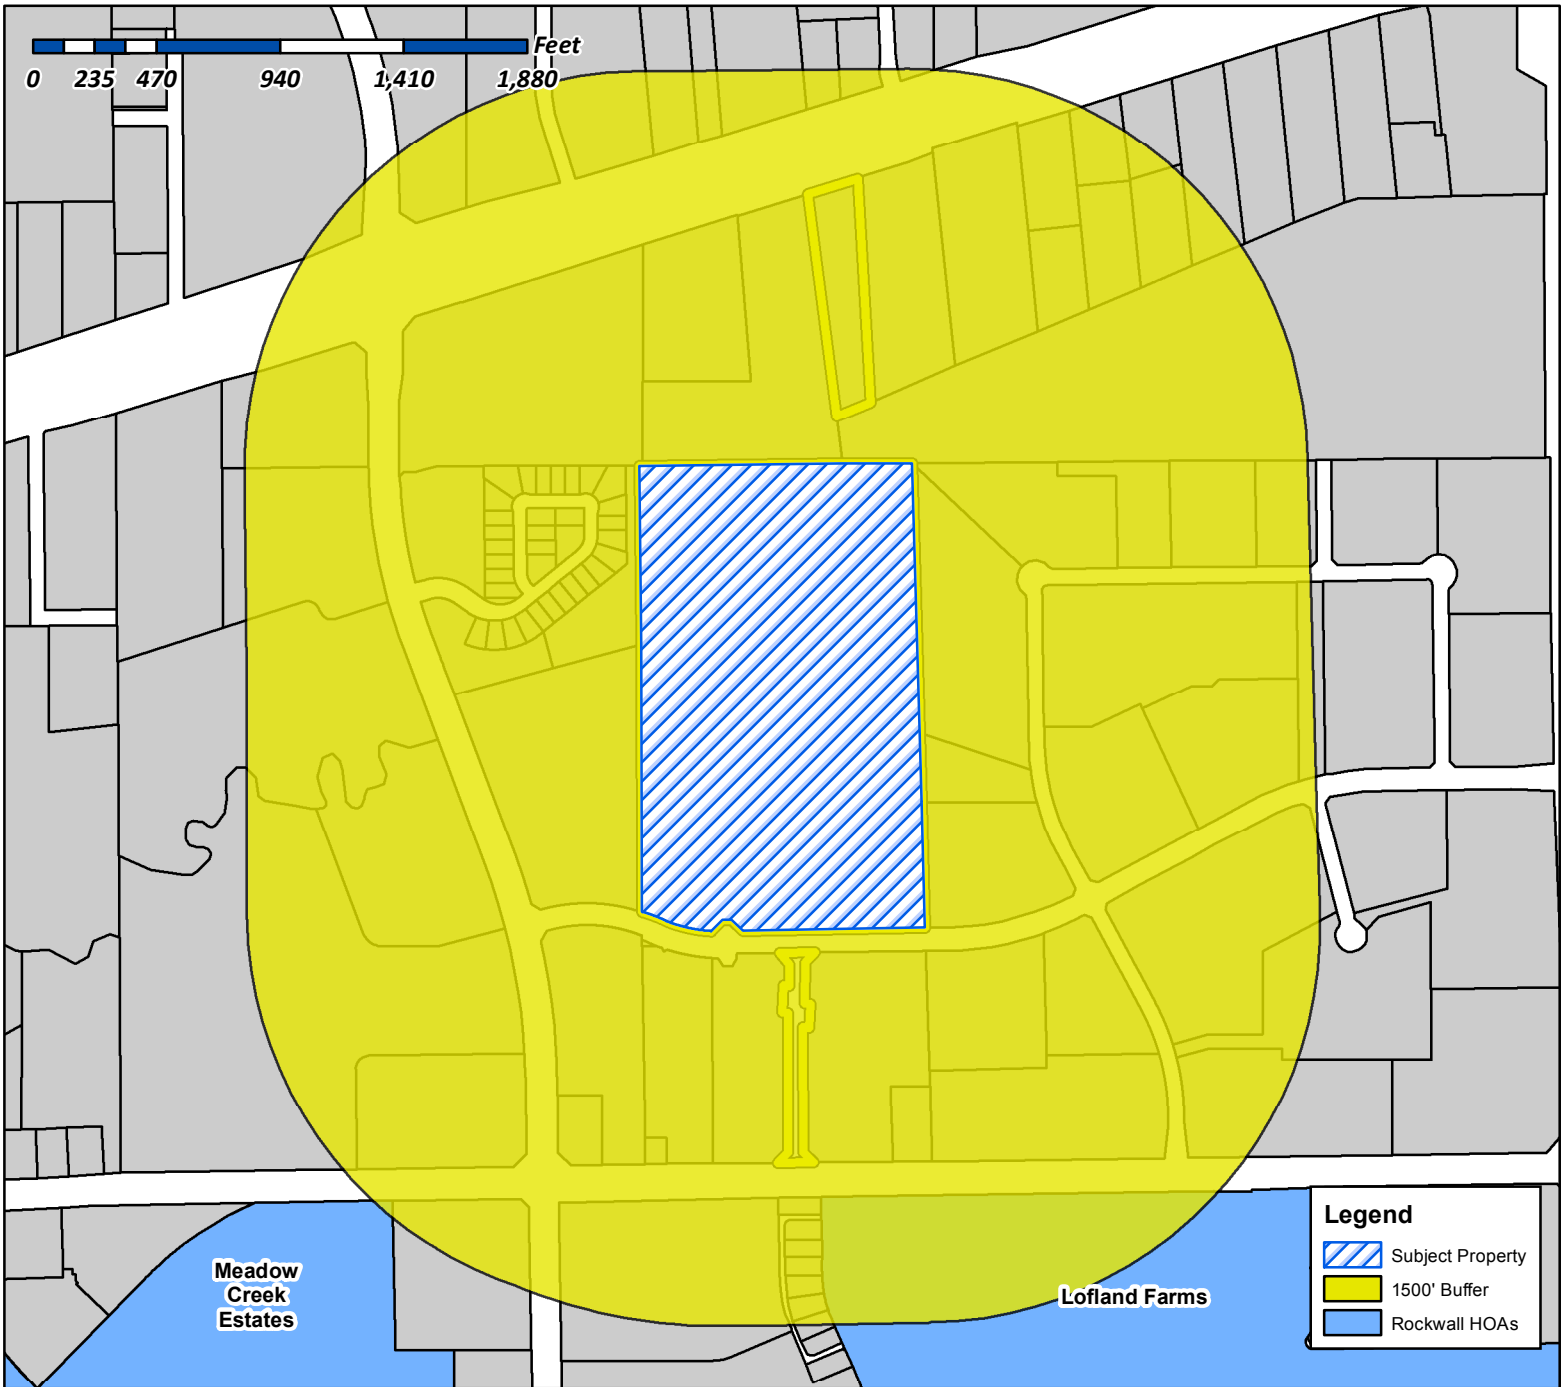 Feet
0 235 470 940 1,410 1,880
Meadow
Creek
Estates
Lofland Farms
Legend
Subject Property
1500' Buffer
Rockwall HOAs